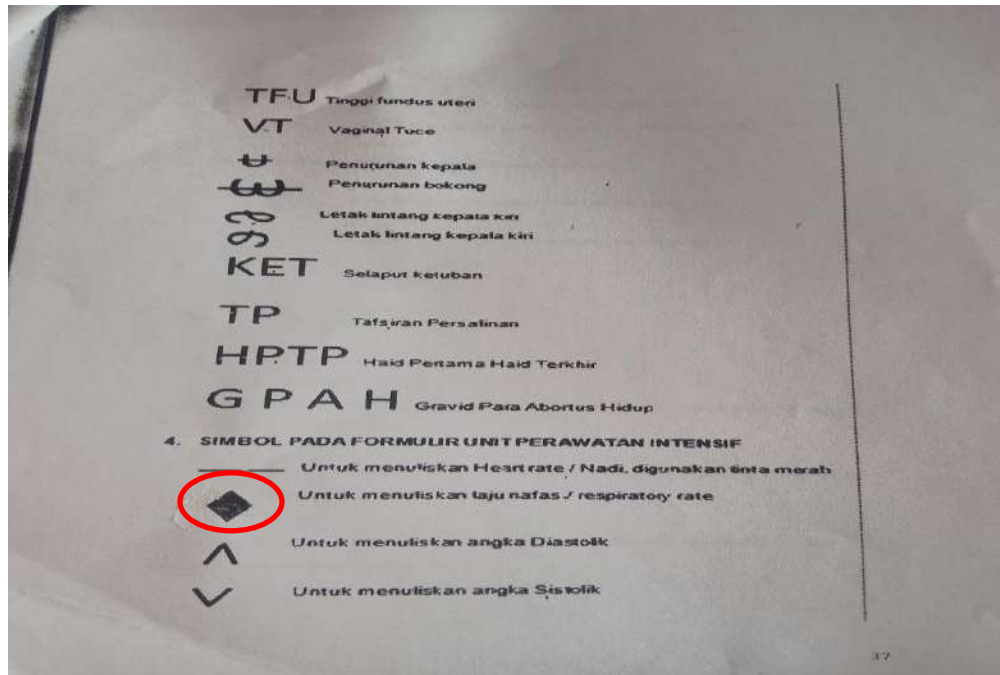 TFU Tinggi fundus uteri
VT Vaginal Tuce
Penurunan kepala
Penurunan bokong
Letak lintang kepala kiri
Letak lintang kepala kiri
KET Selaput ketuban
TP Tafsiran Persalinan
HPTP Haid Pertama Haid Terkhir
G P A H Gravid Para Abortus Hidup
4. SIMBOL PADA FORMULIR UNIT PERAWATAN INTENSIF
Untuk menuliskan Heart rate / Nadi, digunakan tinta merah
Untuk menuliskan laju nafas / respiratory rate
Untuk menuliskan angka Diastolik
Untuk menuliskan angka Sistolik
37